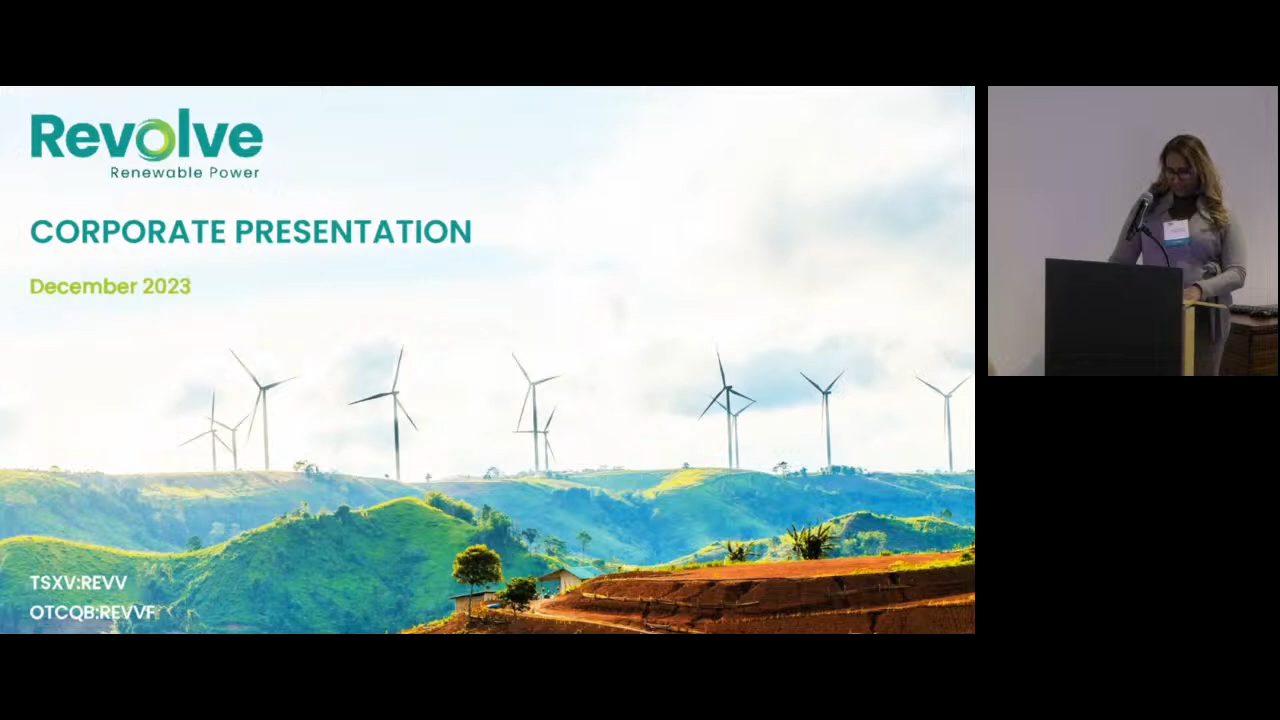 Revolve
Renewable Power
CORPORATE PRESENTATION
December 2023
TSXV:REVV
OTCQB:REVVF